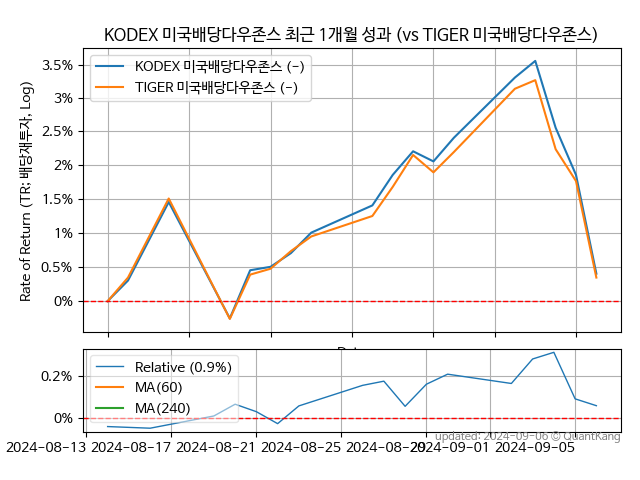 KODEX 미국배당다우존스 최근 1개월 성과 (vs TIGER 미국배당다우존스)
KODEX 미국배당다우존스 (-)
TIGER 미국배당다우존스 (-)
Rate of Return (TR: 배당재투자, Log)
3.5%
3%
2.5%
2%
1.5%
1%
0.5%
0%
Relative (0.9%)
MA(60)
MA(240)
0.2%
0%
updated: 2024-09-06 © QuantKang
2024-08-13 2024-08-17 2024-08-21 2024-08-25 2024-08-29 2024-09-01 2024-09-05